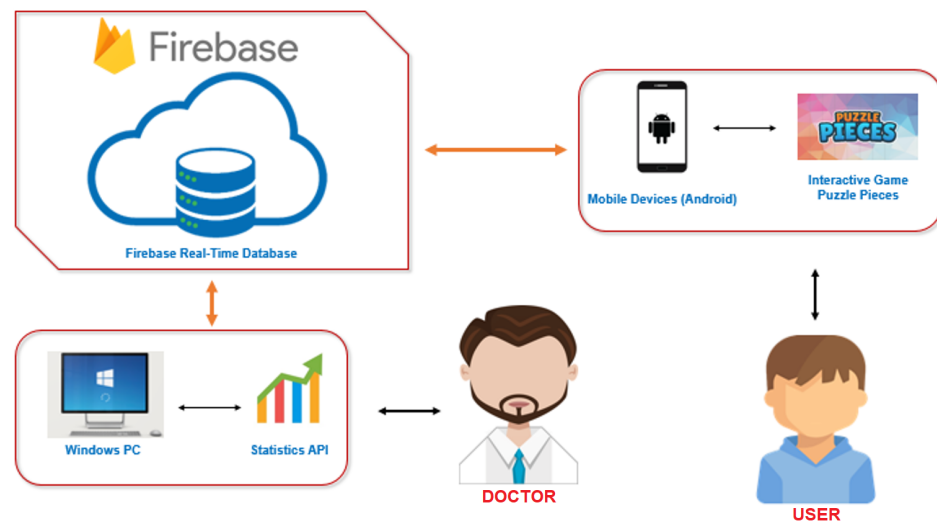 Firebase
Firebase Real-Time Database
PUZZLE
PIECES
Mobile Devices (Android)
Interactive Game
Puzzle Pieces
Windows PC
Statistics API
DOCTOR
USER